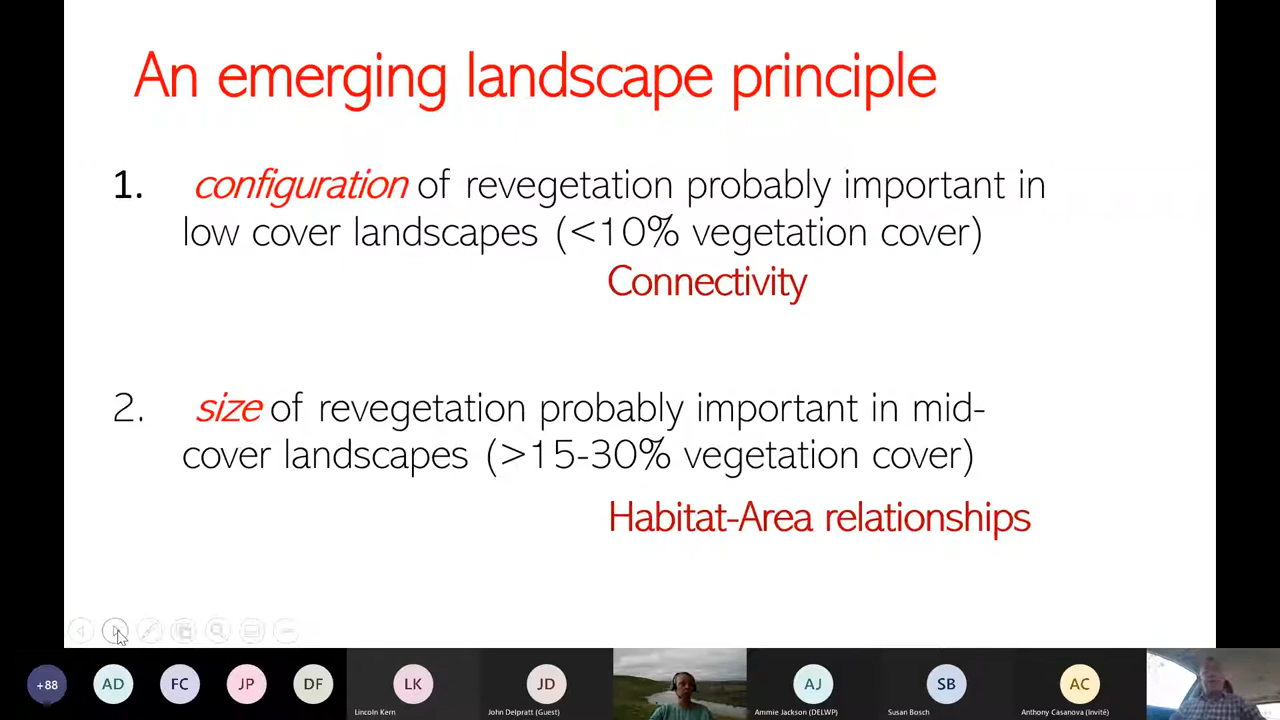 An emerging landscape principle
1. configuration of revegetation probably important in
low cover landscapes (<10% vegetation cover)
Connectivity
2. size of revegetation probably important in mid-
cover landscapes (>15-30% vegetation cover)
Habitat-Area relationships
+88 AD FC JP DF LK JD AJ SB AC
Lincoln Kern John Delpratt (Guest) Ammie Jackson (DELWP) Susan Bosch Anthony Casanova (Invité)